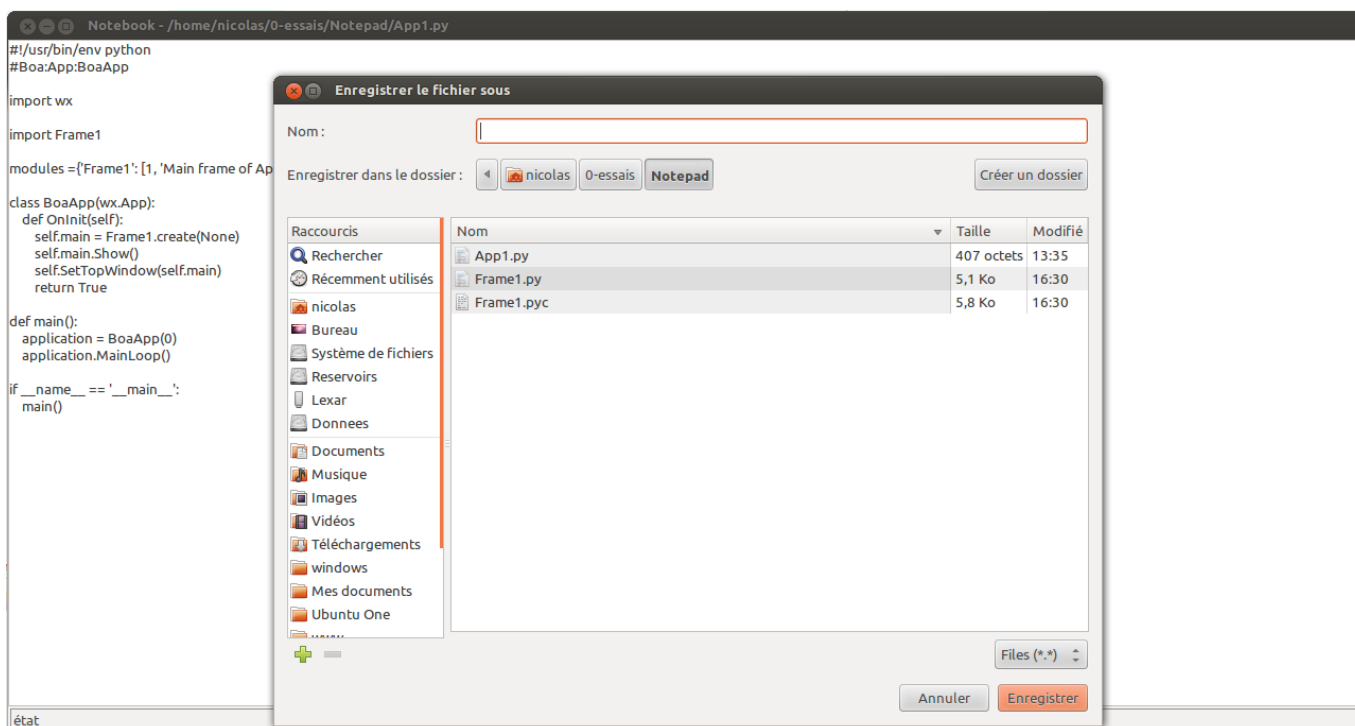 Notebook - /home/nicolas/0-essais/Notepad/App1.py
#!/usr/bin/env python
#Boa:App:BoaApp
import wx
import Frame1
modules ={'Frame1': [1, 'Main frame of Ap
class BoaApp(wx.App):
def OnInit(self):
self.main = Frame1.create(None)
self.main.Show()
self.SetTopWindow(self.main)
return True
def main():
application = BoaApp(0)
application.MainLoop()
if __name__ == '__main__':
main()
état
Enregistrer le fichier sous
Nom :
Enregistrer dans le dossier : nicolas 0-essais Notepad Créer un dossier
Raccourcis
Rechercher
Récemment utilisés
nicolas
Bureau
Système de fichiers
Reservoirs
Lexar
Donnees
Documents
Musique
Images
Vidéos
Téléchargements
windows
Mes documents
Ubuntu One
Nom Taille Modifié
App1.py 407 octets 13:35
Frame1.py 5,1 Ko 16:30
Frame1.pyc 5,8 Ko 16:30
Files (*.*)
Annuler Enregistrer